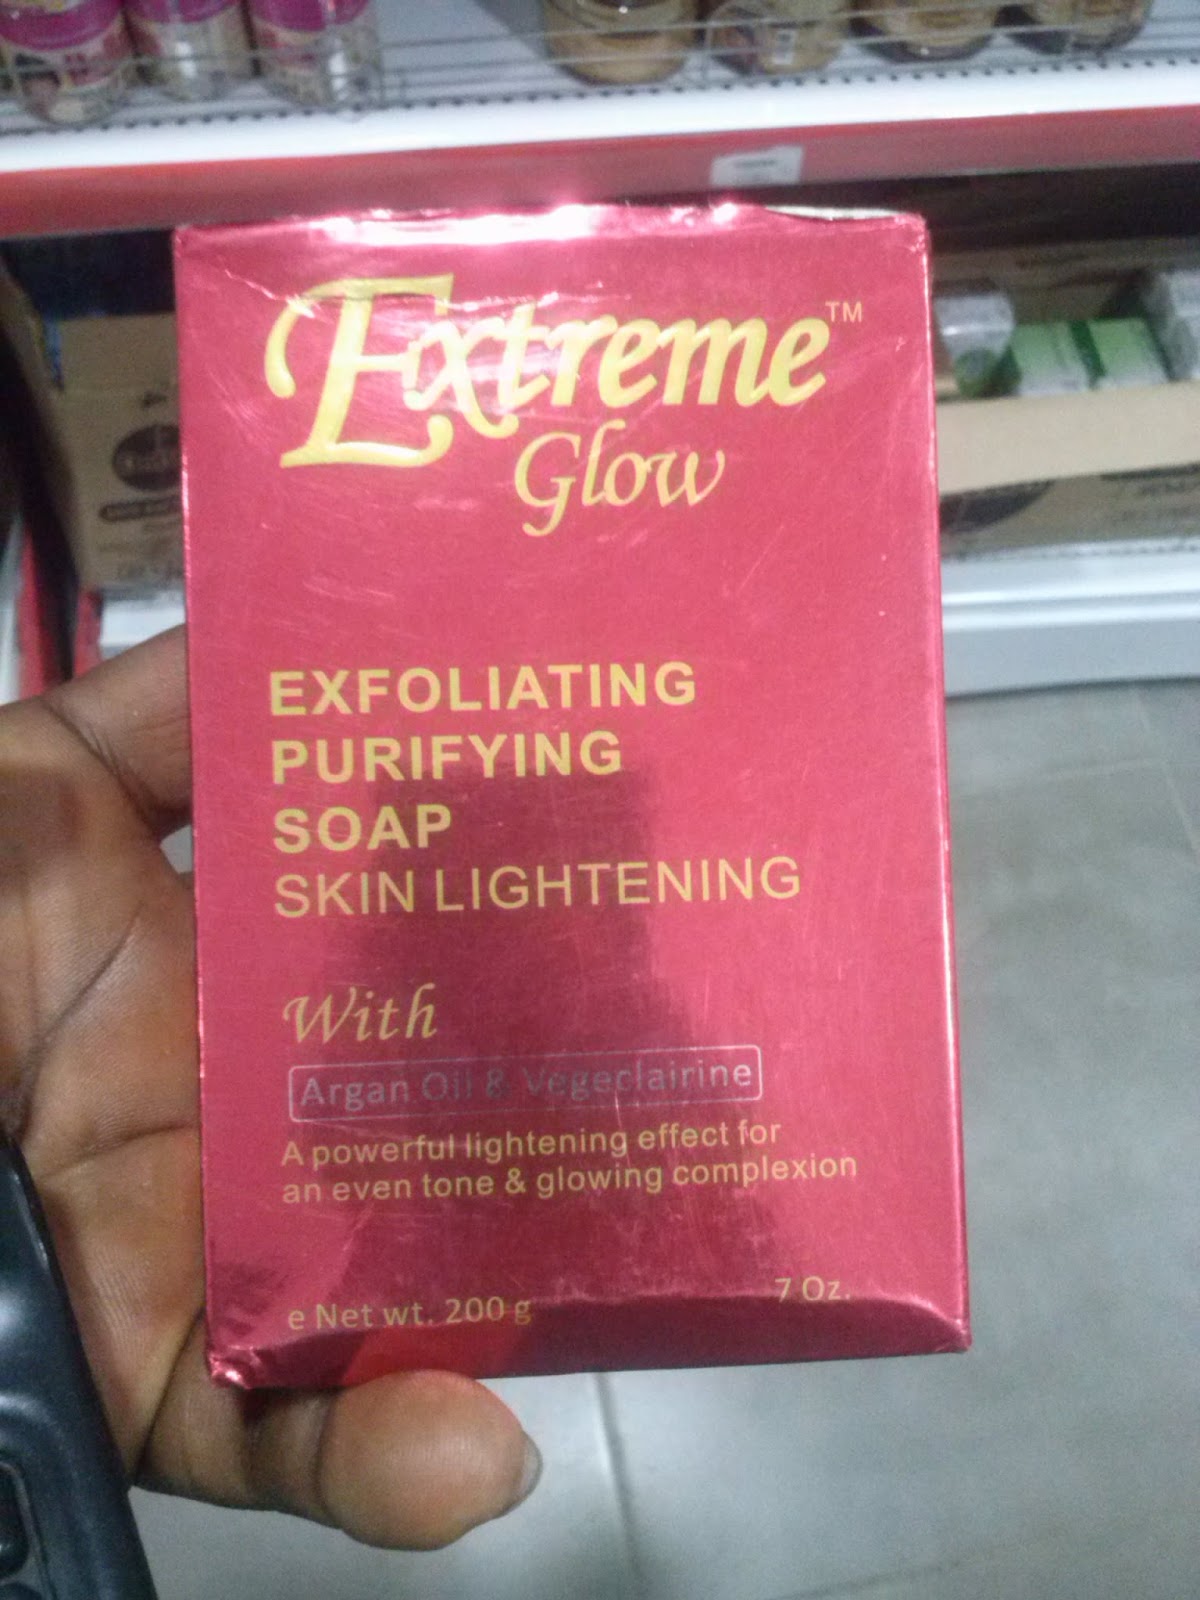 Extreme™
Glow
EXFOLIATING
PURIFYING
SOAP
SKIN LIGHTENING
With
Argan Oil & Vegeclairine
A powerful lightening effect for
an even tone & glowing complexion
e Net wt. 200 g
7 Oz.